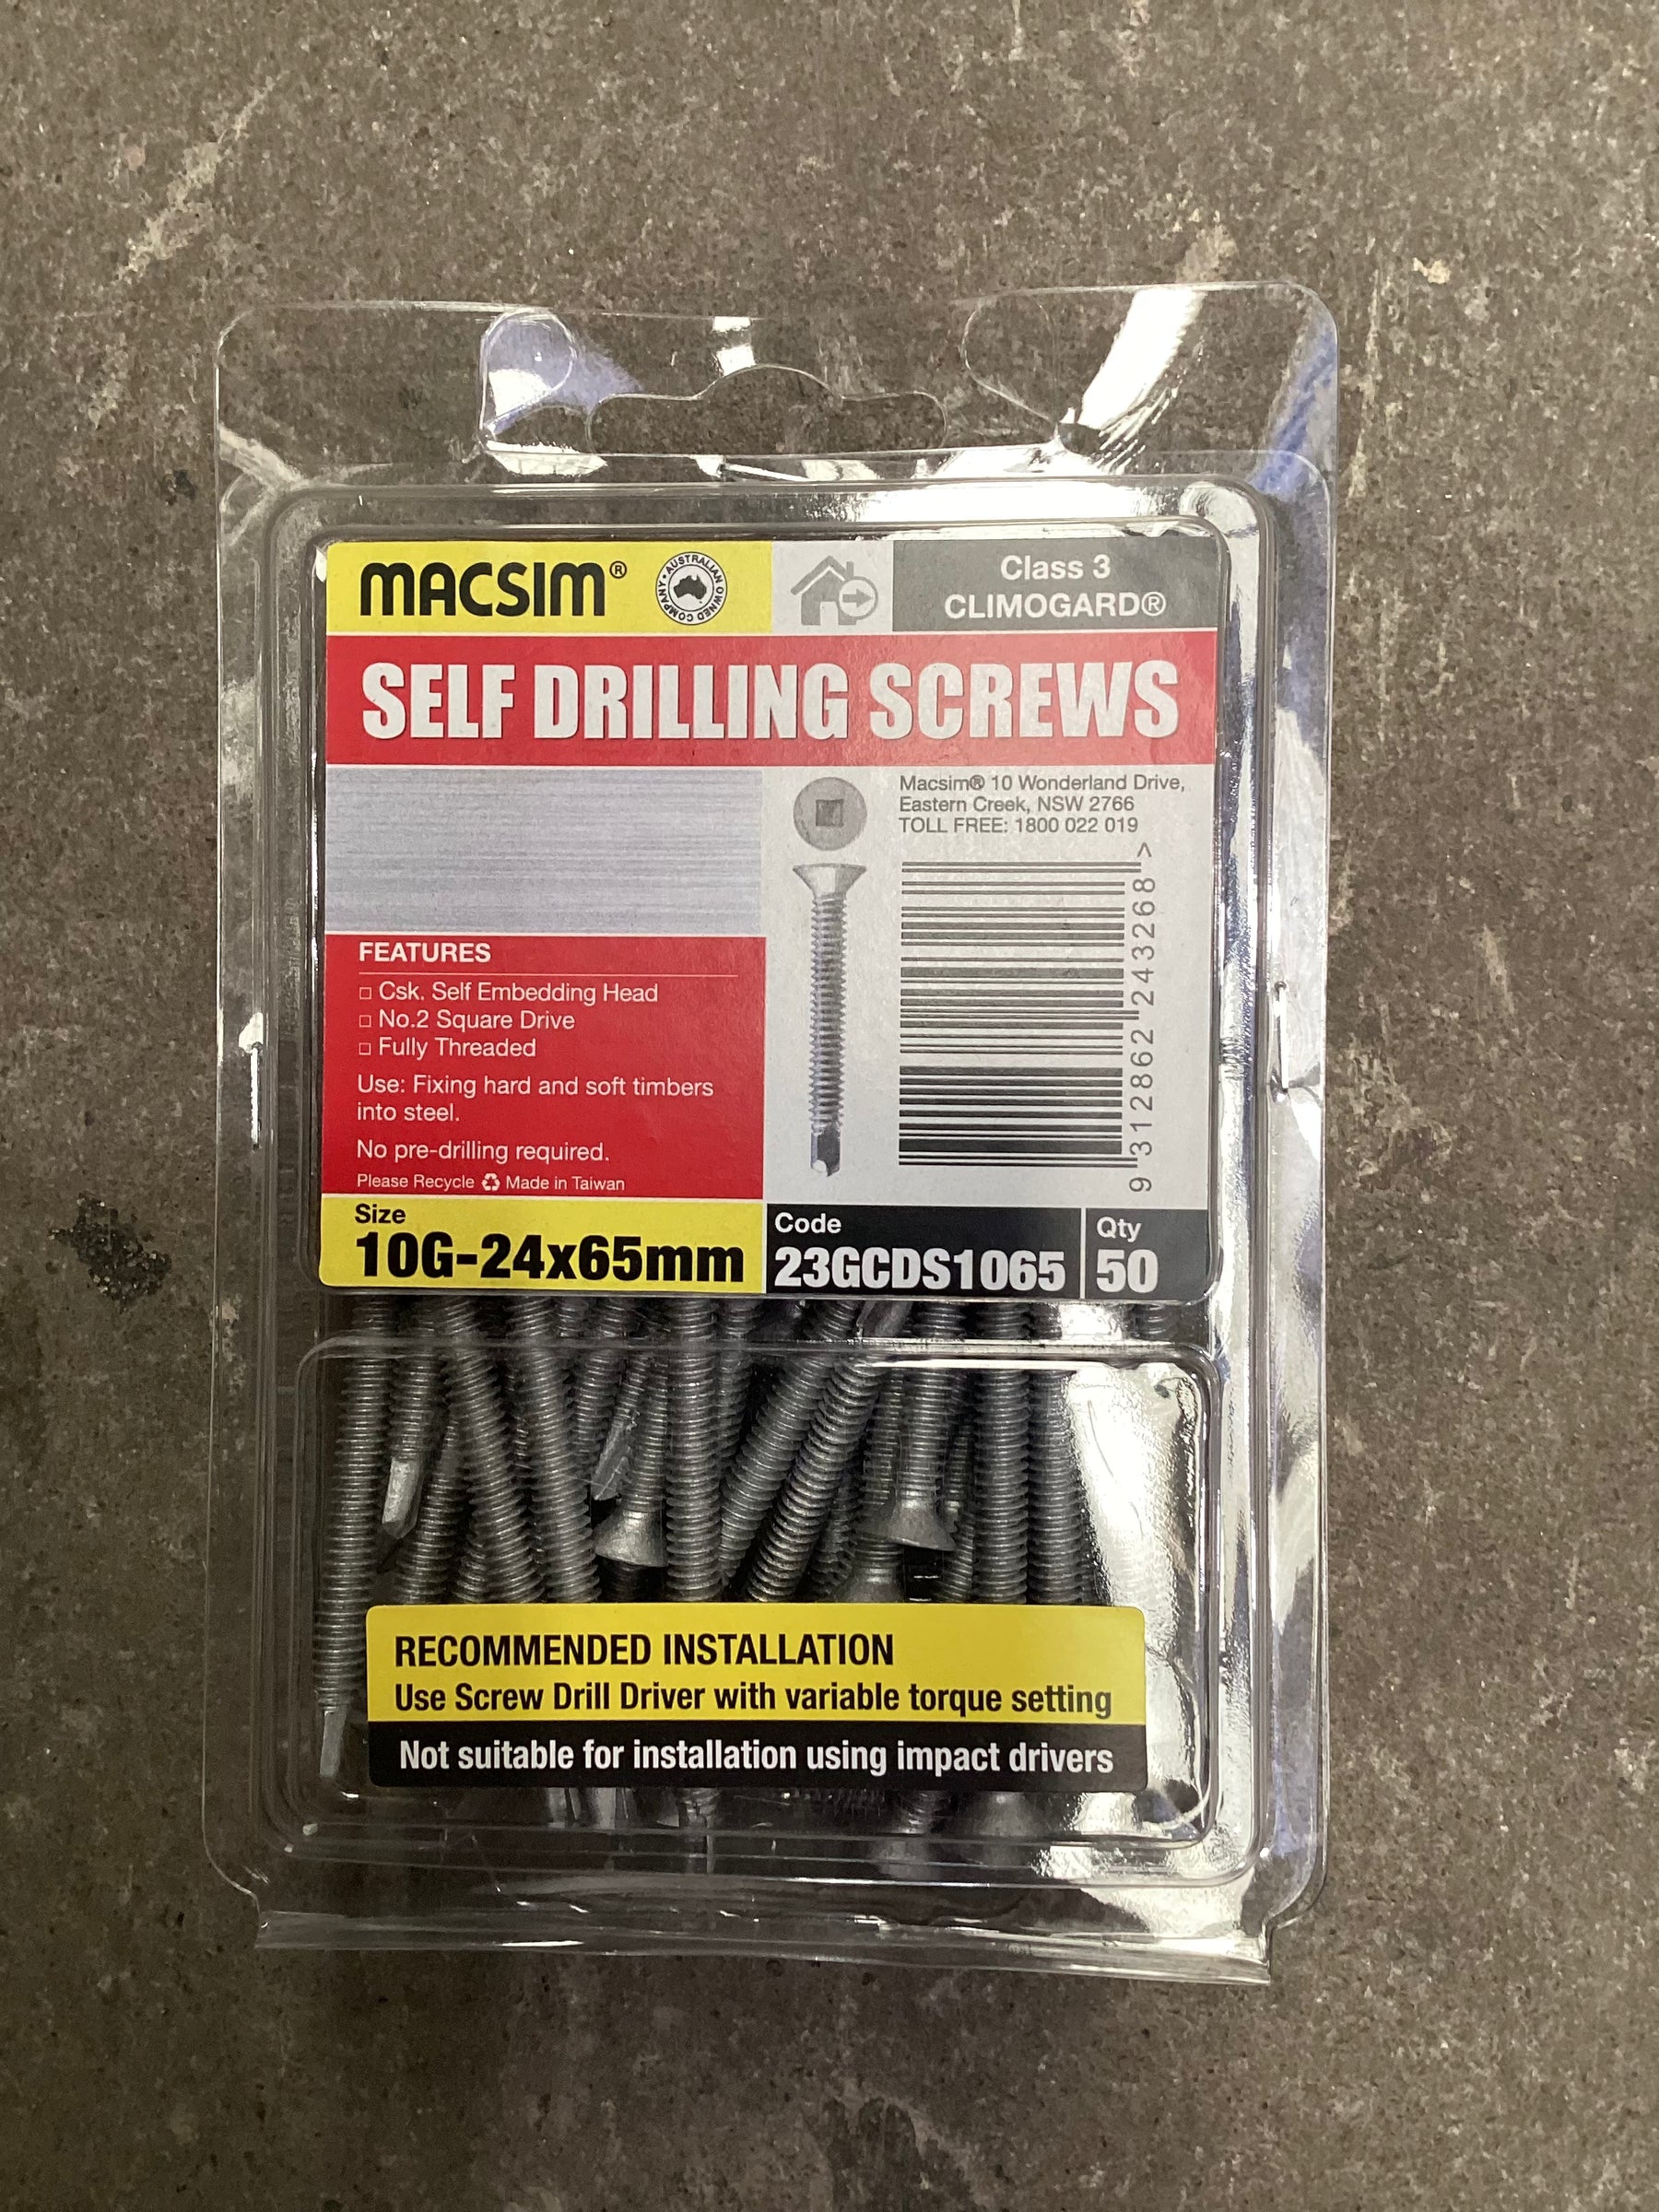 MACSIM®
AUSTRALIAN OWNED COMPANY
Class 3
CLIMOGARD®
SELF DRILLING SCREWS
Macsim® 10 Wonderland Drive,
Eastern Creek, NSW 2766
TOLL FREE: 1800 022 019
9 312862 243268 >
FEATURES
□ Csk. Self Embedding Head
□ No.2 Square Drive
□ Fully Threaded
Use: Fixing hard and soft timbers
into steel.
No pre-drilling required.
Please Recycle ♻ Made in Taiwan
Size
10G-24x65mm
Code
23GCDS1065
Qty
50
RECOMMENDED INSTALLATION
Use Screw Drill Driver with variable torque setting
Not suitable for installation using impact drivers